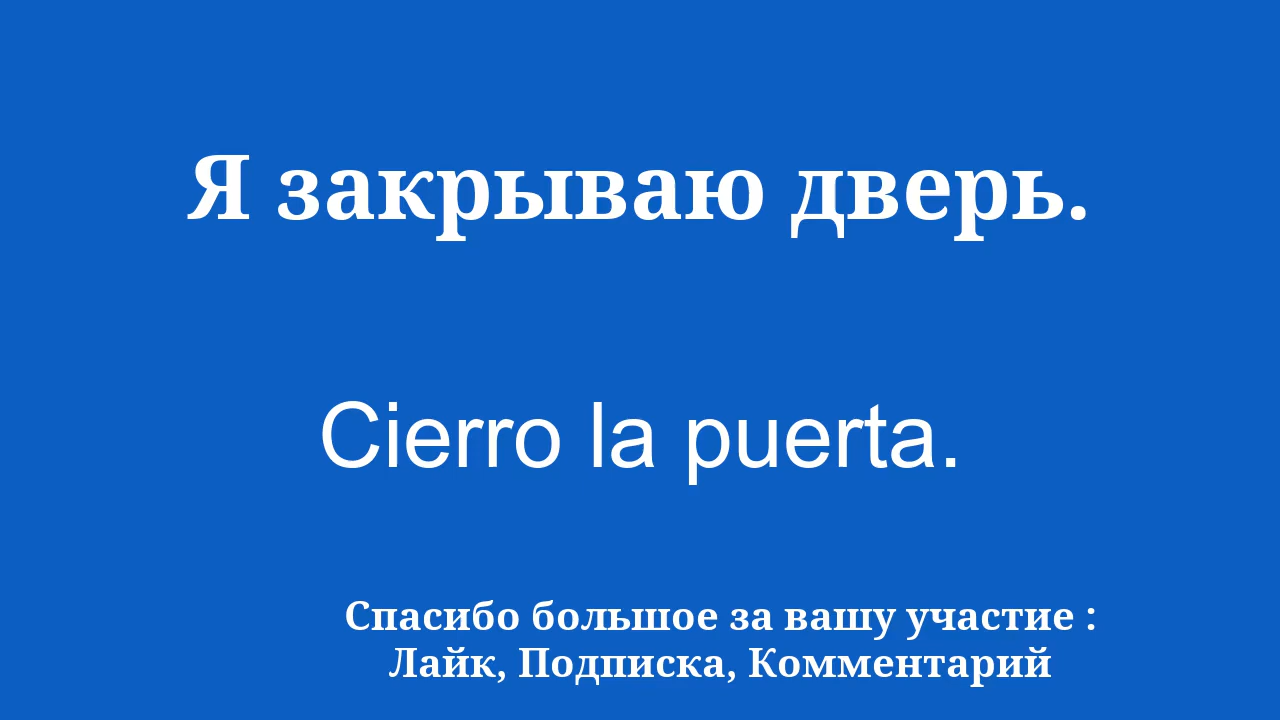 Я закрываю дверь.
Cierro la puerta.
Спасибо большое за вашу участие :
Лайк, Подписка, Комментарий